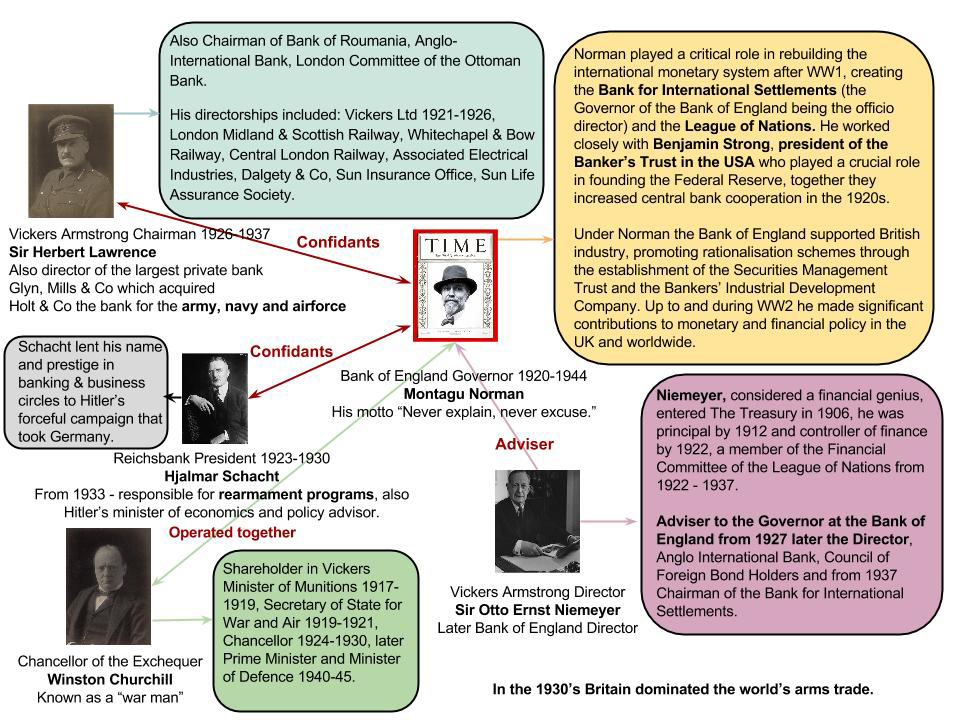 Also Chairman of Bank of Roumania, Anglo-
International Bank, London Committee of the Ottoman
Bank.
His directorships included: Vickers Ltd 1921-1926,
London Midland & Scottish Railway, Whitechapel & Bow
Railway, Central London Railway, Associated Electrical
Industries, Dalgety & Co, Sun Insurance Office, Sun Life
Assurance Society.
Norman played a critical role in rebuilding the
international monetary system after WW1, creating
the Bank for International Settlements (the
Governor of the Bank of England being the officio
director) and the League of Nations. He worked
closely with Benjamin Strong, president of the
Banker's Trust in the USA who played a crucial role
in founding the Federal Reserve, together they
increased central bank cooperation in the 1920s.
Under Norman the Bank of England supported British
industry, promoting rationalisation schemes through
the establishment of the Securities Management
Trust and the Bankers' Industrial Development
Company. Up to and during WW2 he made significant
contributions to monetary and financial policy in the
UK and worldwide.
Vickers Armstrong Chairman 1926-1937
Sir Herbert Lawrence
Also director of the largest private bank
Glyn, Mills & Co which acquired
Holt & Co the bank for the army, navy and airforce
Confidants
TIME
Confidants
Schacht lent his name
and prestige in
banking & business
circles to Hitler's
forceful campaign that
took Germany.
Bank of England Governor 1920-1944
Montagu Norman
His motto "Never explain, never excuse."
Reichsbank President 1923-1930
Hjalmar Schacht
From 1933 - responsible for rearmament programs, also
Hitler's minister of economics and policy advisor.
Adviser
Niemeyer, considered a financial genius,
entered The Treasury in 1906, he was
principal by 1912 and controller of finance
by 1922, a member of the Financial
Committee of the League of Nations from
1922 - 1937.
Adviser to the Governor at the Bank of
England from 1927 later the Director,
Anglo International Bank, Council of
Foreign Bond Holders and from 1937
Chairman of the Bank for International
Settlements.
Operated together
Shareholder in Vickers
Minister of Munitions 1917-
1919, Secretary of State for
War and Air 1919-1921,
Chancellor 1924-1930, later
Prime Minister and Minister
of Defence 1940-45.
Vickers Armstrong Director
Sir Otto Ernst Niemeyer
Later Bank of England Director
Chancellor of the Exchequer
Winston Churchill
Known as a "war man"
In the 1930's Britain dominated the world's arms trade.